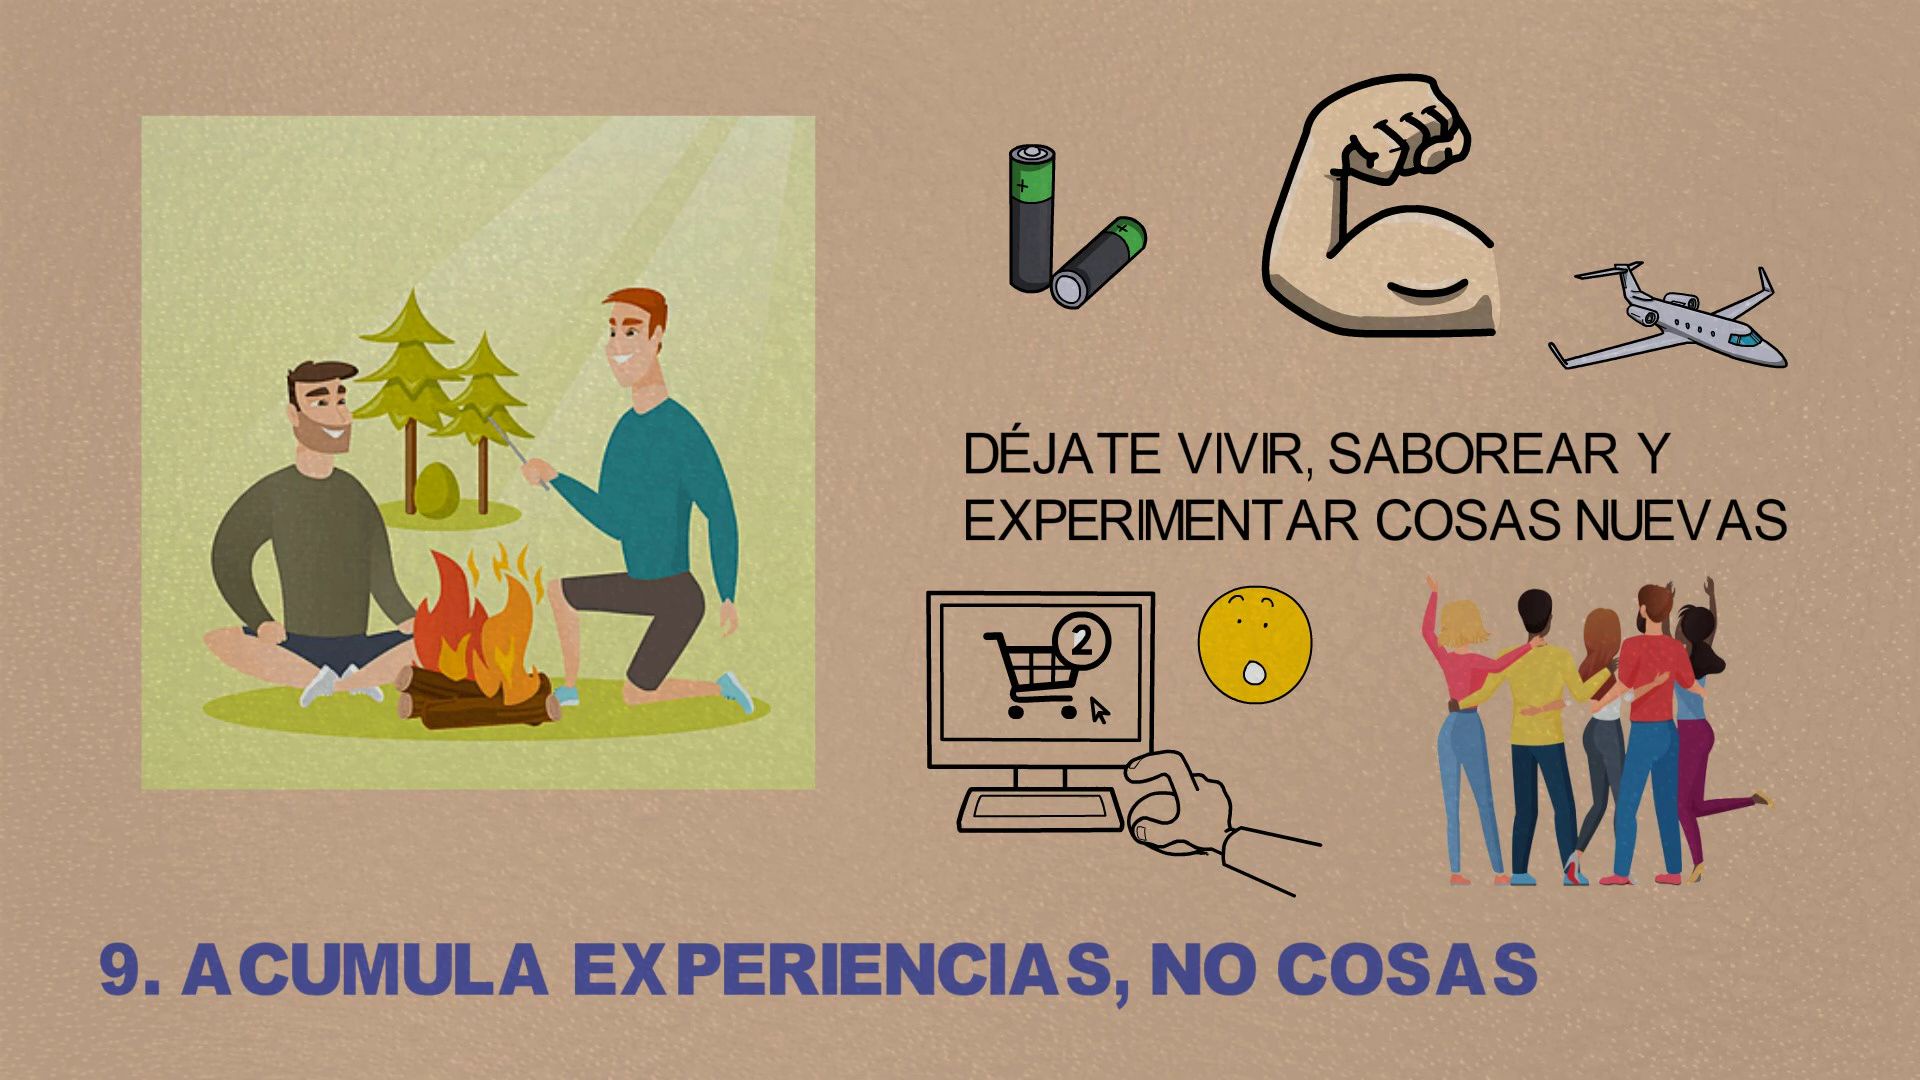 DÉJATE VIVIR, SABOREAR Y
EXPERIMENTAR COSAS NUEVAS
2
9. ACUMULA EXPERIENCIAS, NO COSAS